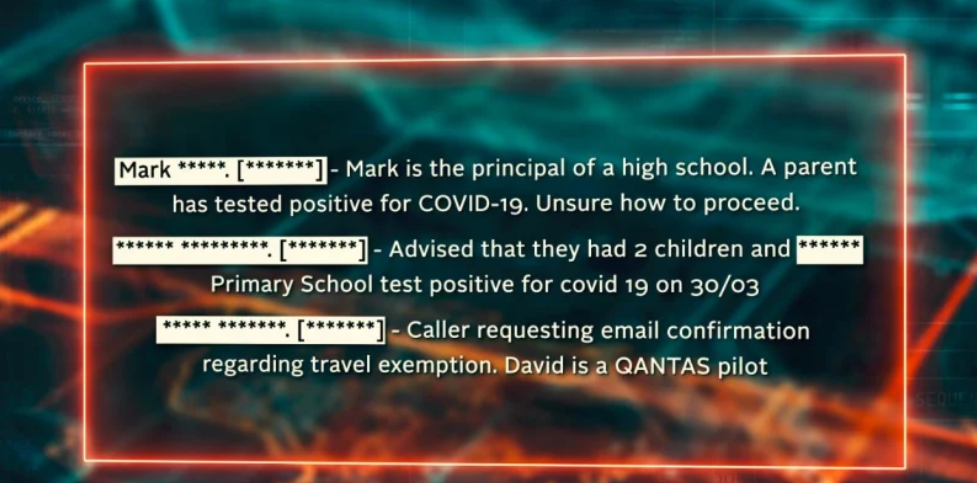 Mark *****. [*******] - Mark is the principal of a high school. A parent
has tested positive for COVID-19. Unsure how to proceed.
****** *********. [*******] - Advised that they had 2 children and ******
Primary School test positive for covid 19 on 30/03
***** *******. [*******] - Caller requesting email confirmation
regarding travel exemption. David is a QANTAS pilot